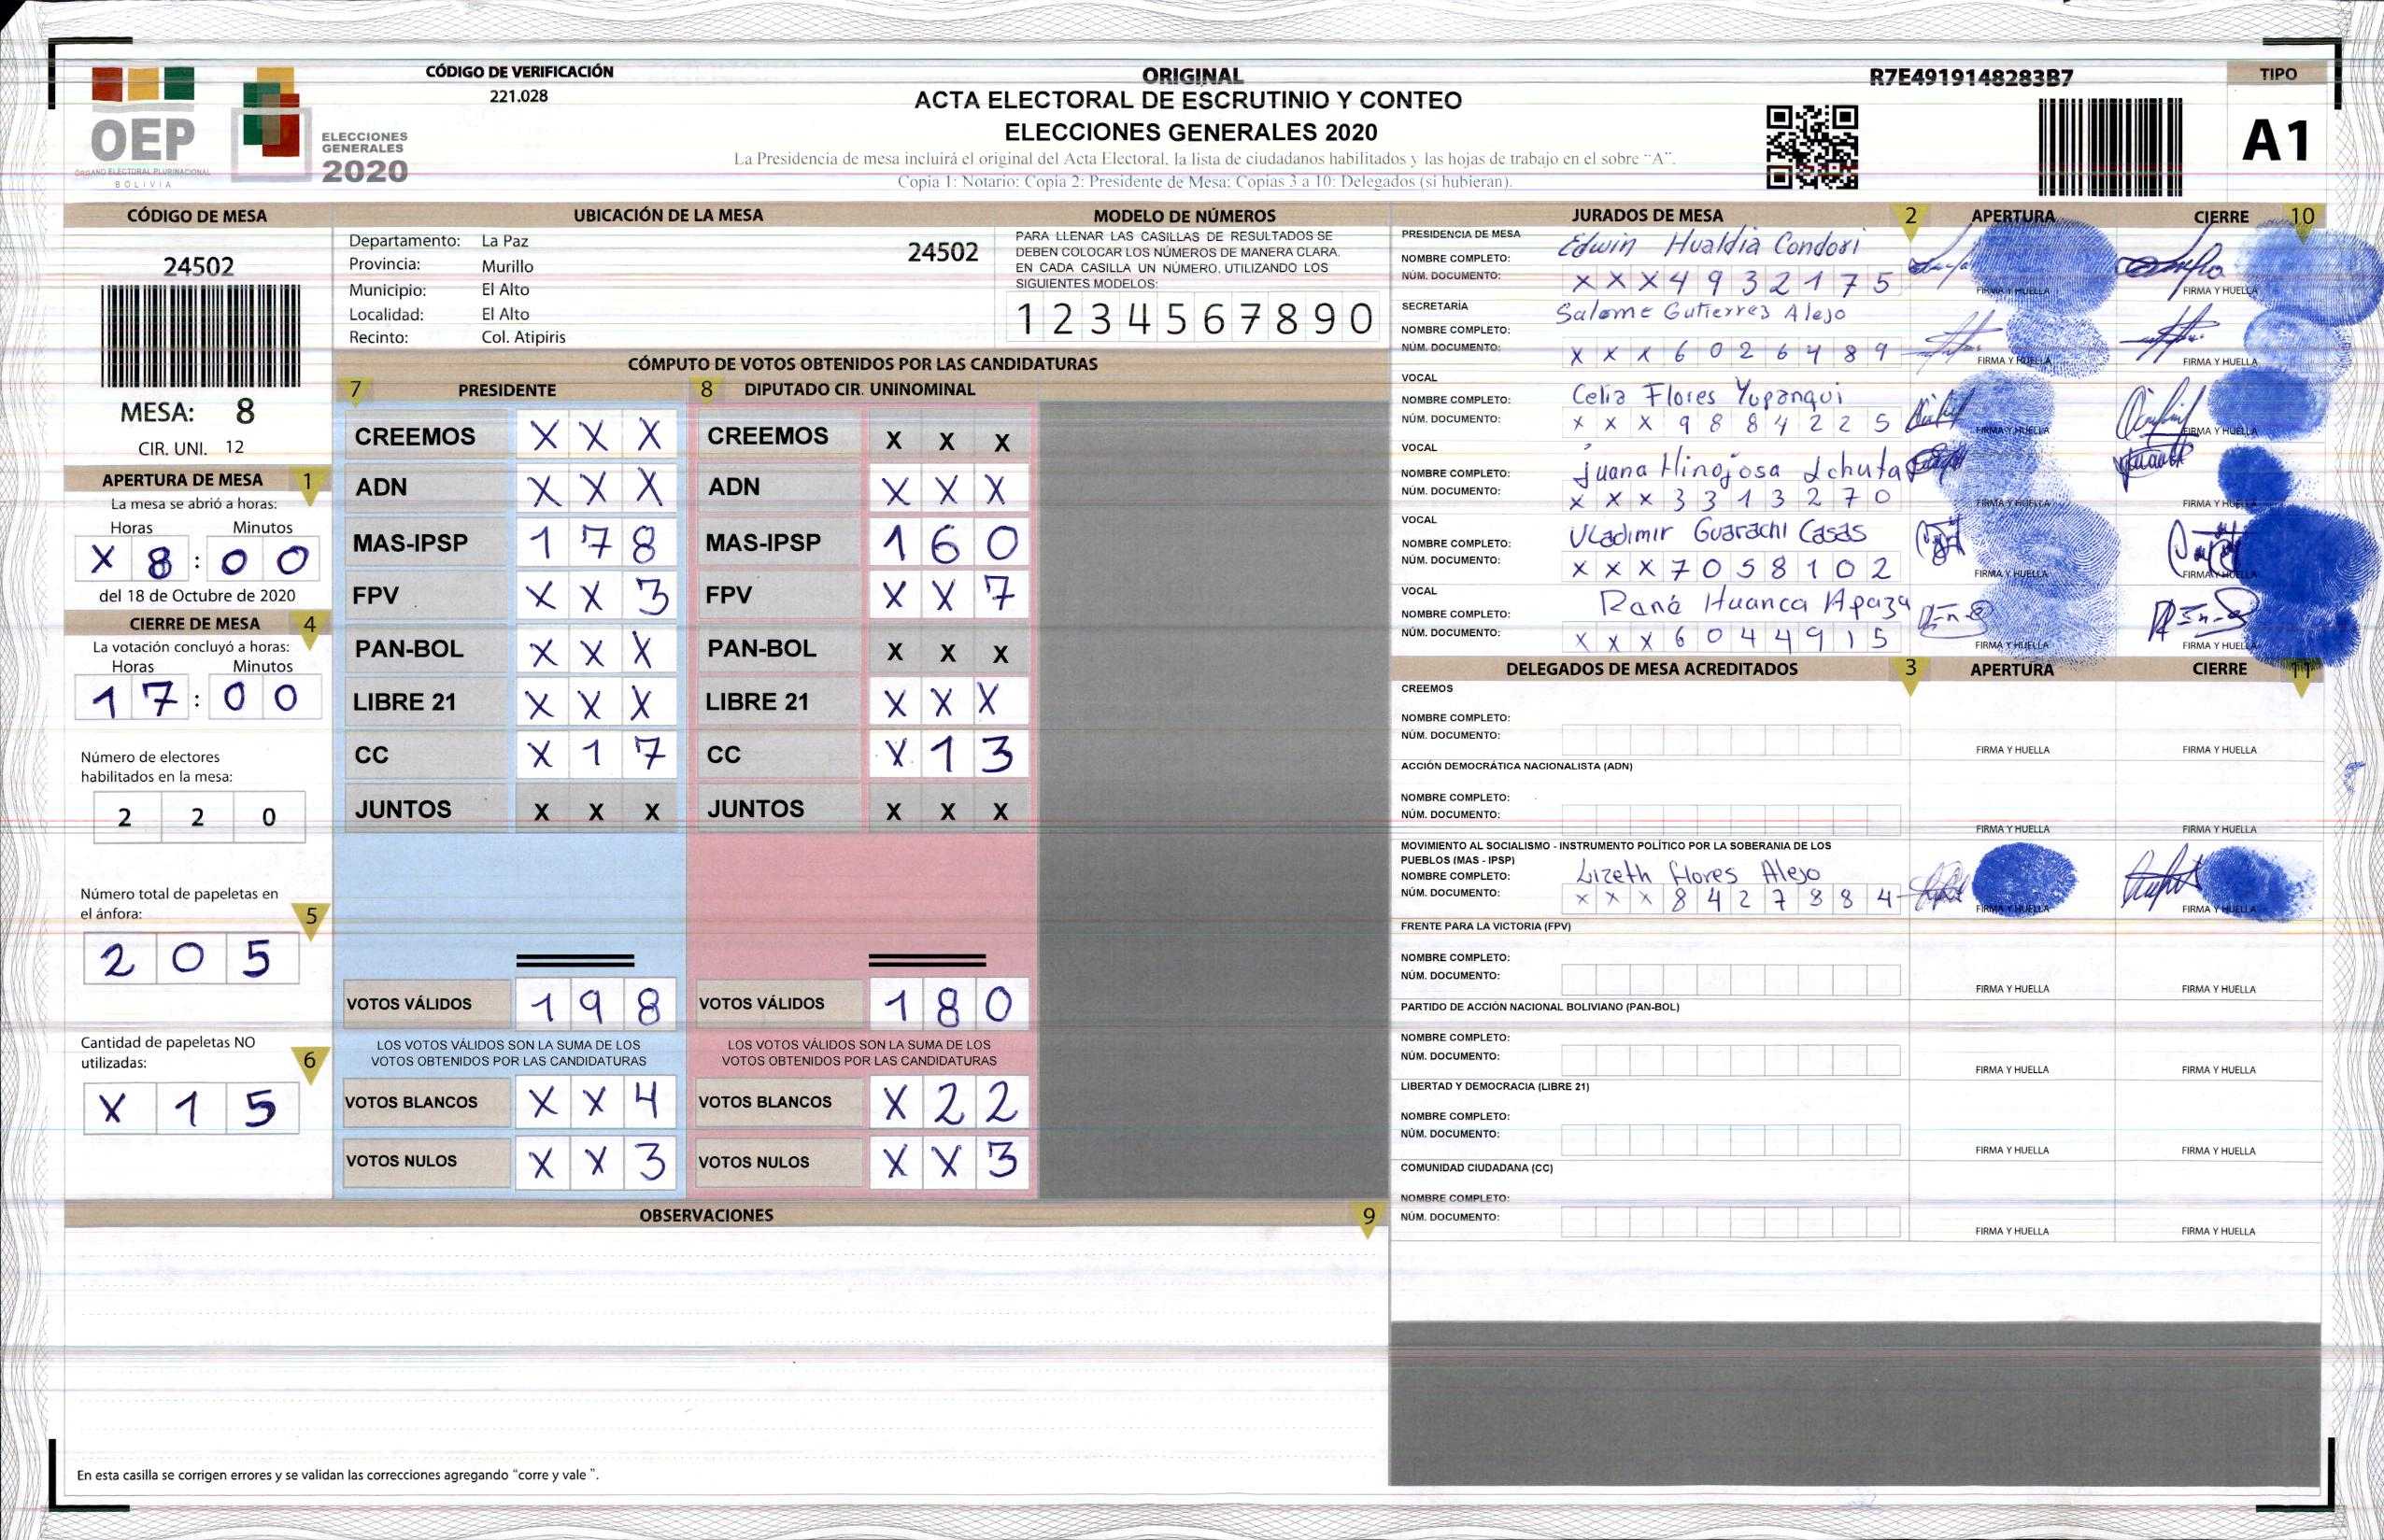 OEP
ÓRGANO ELECTORAL PLURINACIONAL
BOLIVIA
ELECCIONES
GENERALES
2020
CÓDIGO DE VERIFICACIÓN
221.028
ORIGINAL
ACTA ELECTORAL DE ESCRUTINIO Y CONTEO
ELECCIONES GENERALES 2020
La Presidencia de mesa incluirá el original del Acta Electoral, la lista de ciudadanos habilitados y las hojas de trabajo en el sobre "A".
Copia 1: Notario: Copia 2: Presidente de Mesa: Copias 3 a 10: Delegados (si hubieran).
R7E4919148283B7
TIPO
A1
CÓDIGO DE MESA
24502
MESA: 8
CIR. UNI. 12
APERTURA DE MESA 1
La mesa se abrió a horas:
Horas Minutos
X 8 : 0 0
del 18 de Octubre de 2020
CIERRE DE MESA 4
La votación concluyó a horas:
Horas Minutos
1 7 : 0 0
Número de electores
habilitados en la mesa:
2 2 0
Número total de papeletas en
el ánfora: 5
2 0 5
Cantidad de papeletas NO
utilizadas: 6
X 1 5
UBICACIÓN DE LA MESA
Departamento: La Paz 24502
Provincia: Murillo
Municipio: El Alto
Localidad: El Alto
Recinto: Col. Atipiris
MODELO DE NÚMEROS
PARA LLENAR LAS CASILLAS DE RESULTADOS SE
DEBEN COLOCAR LOS NÚMEROS DE MANERA CLARA.
EN CADA CASILLA UN NÚMERO, UTILIZANDO LOS
SIGUIENTES MODELOS:
1 2 3 4 5 6 7 8 9 0
CÓMPUTO DE VOTOS OBTENIDOS POR LAS CANDIDATURAS
7 PRESIDENTE 8 DIPUTADO CIR. UNINOMINAL
CREEMOS X X X CREEMOS X X X
ADN X X X ADN X X X
MAS-IPSP 1 7 8 MAS-IPSP 1 6 0
FPV X X 3 FPV X X 7
PAN-BOL X X X PAN-BOL X X X
LIBRE 21 X X X LIBRE 21 X X X
CC X 1 7 CC X 1 3
JUNTOS X X X JUNTOS X X X
VOTOS VÁLIDOS 1 9 8 VOTOS VÁLIDOS 1 8 0
LOS VOTOS VÁLIDOS SON LA SUMA DE LOS LOS VOTOS VÁLIDOS SON LA SUMA DE LOS
VOTOS OBTENIDOS POR LAS CANDIDATURAS VOTOS OBTENIDOS POR LAS CANDIDATURAS
VOTOS BLANCOS X X 4 VOTOS BLANCOS X 2 2
VOTOS NULOS X X 3 VOTOS NULOS X X 3
OBSERVACIONES 9
En esta casilla se corrigen errores y se validan las correcciones agregando "corre y vale ".
JURADOS DE MESA 2 APERTURA CIERRE 10
PRESIDENCIA DE MESA
NOMBRE COMPLETO: Edwin Hualdia Condori
NÚM. DOCUMENTO: X X X 4 9 3 2 1 7 5 FIRMA Y HUELLA FIRMA Y HUELLA
SECRETARÍA
NOMBRE COMPLETO: Salome Gutierres Alejo
NÚM. DOCUMENTO: X X X 6 0 2 6 4 8 9 FIRMA Y HUELLA FIRMA Y HUELLA
VOCAL
NOMBRE COMPLETO: Celia Flores Yupanqui
NÚM. DOCUMENTO: X X X 9 8 8 4 2 2 5 FIRMA Y HUELLA FIRMA Y HUELLA
VOCAL
NOMBRE COMPLETO: Juana Hinojosa Ichuta
NÚM. DOCUMENTO: X X X 3 3 1 3 2 7 0 FIRMA Y HUELLA FIRMA Y HUELLA
VOCAL
NOMBRE COMPLETO: Vladimir Guarachi Casas
NÚM. DOCUMENTO: X X X 7 0 5 8 1 0 2 FIRMA Y HUELLA FIRMA Y HUELLA
VOCAL
NOMBRE COMPLETO: Raná Huanca Apaza
NÚM. DOCUMENTO: X X X 6 0 4 4 9 1 5 FIRMA Y HUELLA FIRMA Y HUELLA
DELEGADOS DE MESA ACREDITADOS 3 APERTURA CIERRE 11
CREEMOS
NOMBRE COMPLETO:
NÚM. DOCUMENTO: FIRMA Y HUELLA FIRMA Y HUELLA
ACCIÓN DEMOCRÁTICA NACIONALISTA (ADN)
NOMBRE COMPLETO:
NÚM. DOCUMENTO: FIRMA Y HUELLA FIRMA Y HUELLA
MOVIMIENTO AL SOCIALISMO - INSTRUMENTO POLÍTICO POR LA SOBERANIA DE LOS
PUEBLOS (MAS - IPSP)
NOMBRE COMPLETO: Lizeth Flores Alejo
NÚM. DOCUMENTO: X X X 8 4 2 7 3 8 4 FIRMA Y HUELLA FIRMA Y HUELLA
FRENTE PARA LA VICTORIA (FPV)
NOMBRE COMPLETO:
NÚM. DOCUMENTO: FIRMA Y HUELLA FIRMA Y HUELLA
PARTIDO DE ACCIÓN NACIONAL BOLIVIANO (PAN-BOL)
NOMBRE COMPLETO:
NÚM. DOCUMENTO: FIRMA Y HUELLA FIRMA Y HUELLA
LIBERTAD Y DEMOCRACIA (LIBRE 21)
NOMBRE COMPLETO:
NÚM. DOCUMENTO: FIRMA Y HUELLA FIRMA Y HUELLA
COMUNIDAD CIUDADANA (CC)
NOMBRE COMPLETO:
NÚM. DOCUMENTO: FIRMA Y HUELLA FIRMA Y HUELLA